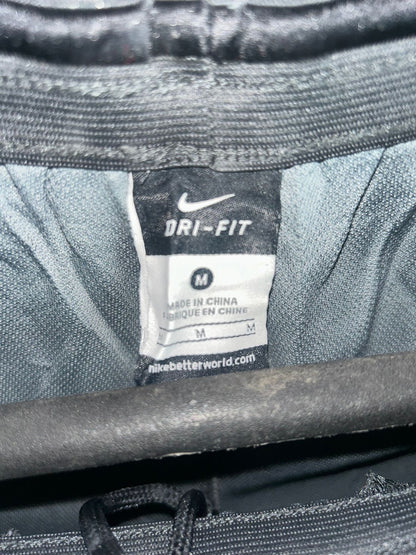 DRI-FIT
M
MADE IN CHINA
FABRIQUE EN CHINE
M M
nikebetterworld.com